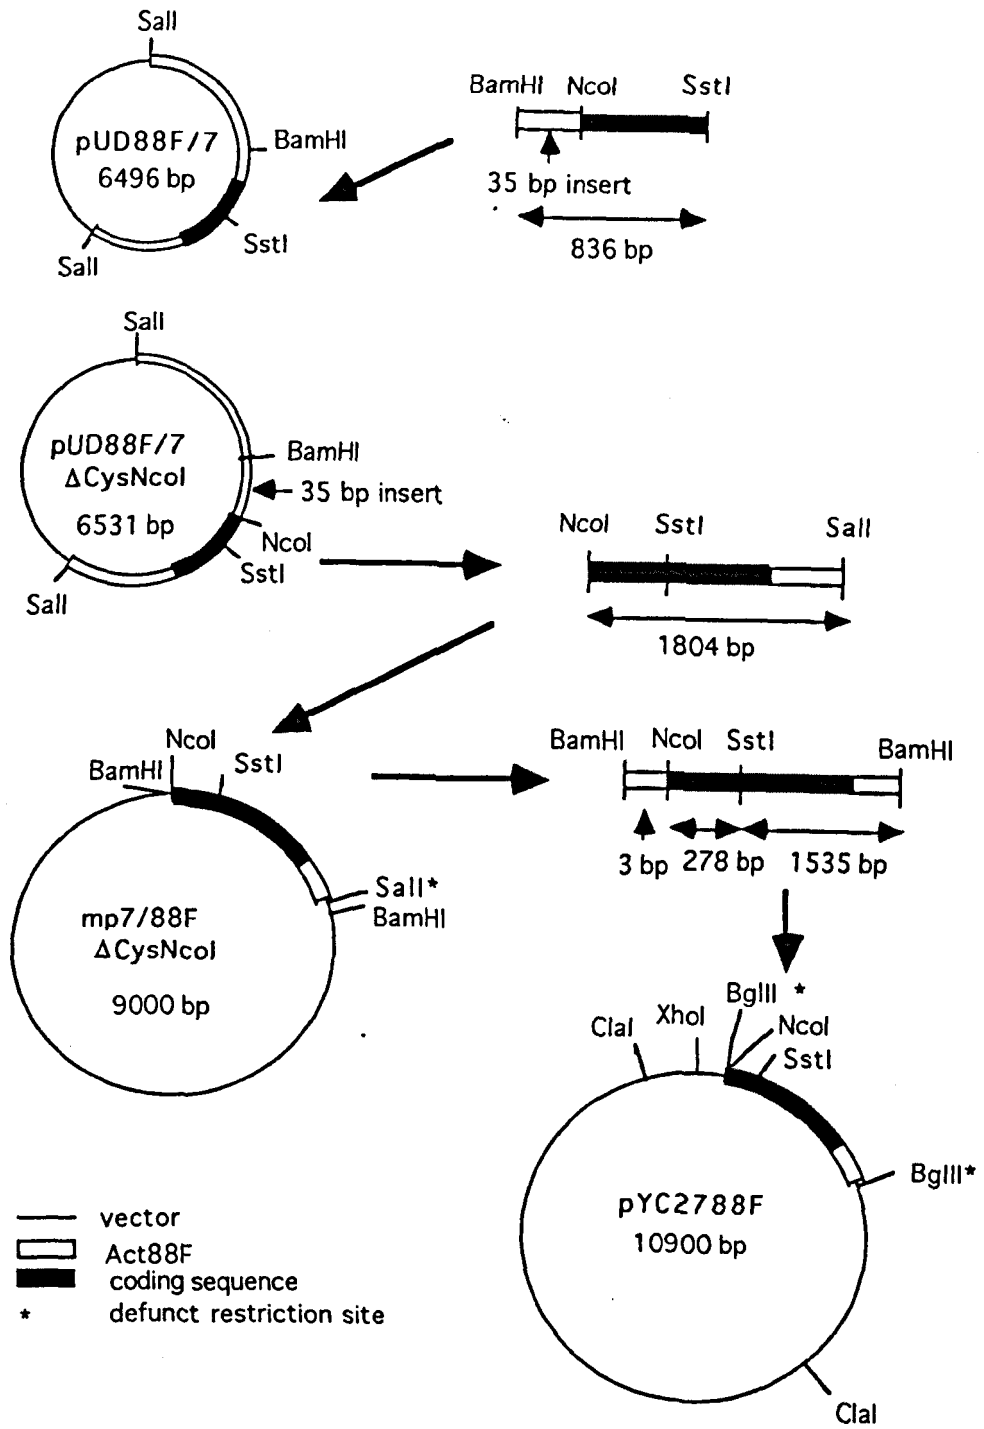 SalI
pUD88F/7
6496 bp
BamHI
SstI
SalI
BamHI NcoI SstI
35 bp insert
836 bp
SalI
pUD88F/7
ΔCysNcoI
6531 bp
BamHI
35 bp insert
NcoI
SstI
SalI
NcoI SstI SalI
1804 bp
NcoI
BamHI
SstI
SalI*
BamHI
mp7/88F
ΔCysNcoI
9000 bp
BamHI NcoI SstI BamHI
3 bp 278 bp 1535 bp
ClaI XhoI BglII * NcoI
SstI
BglII*
pYC2788F
10900 bp
ClaI
vector
Act88F
coding sequence
* defunct restriction site